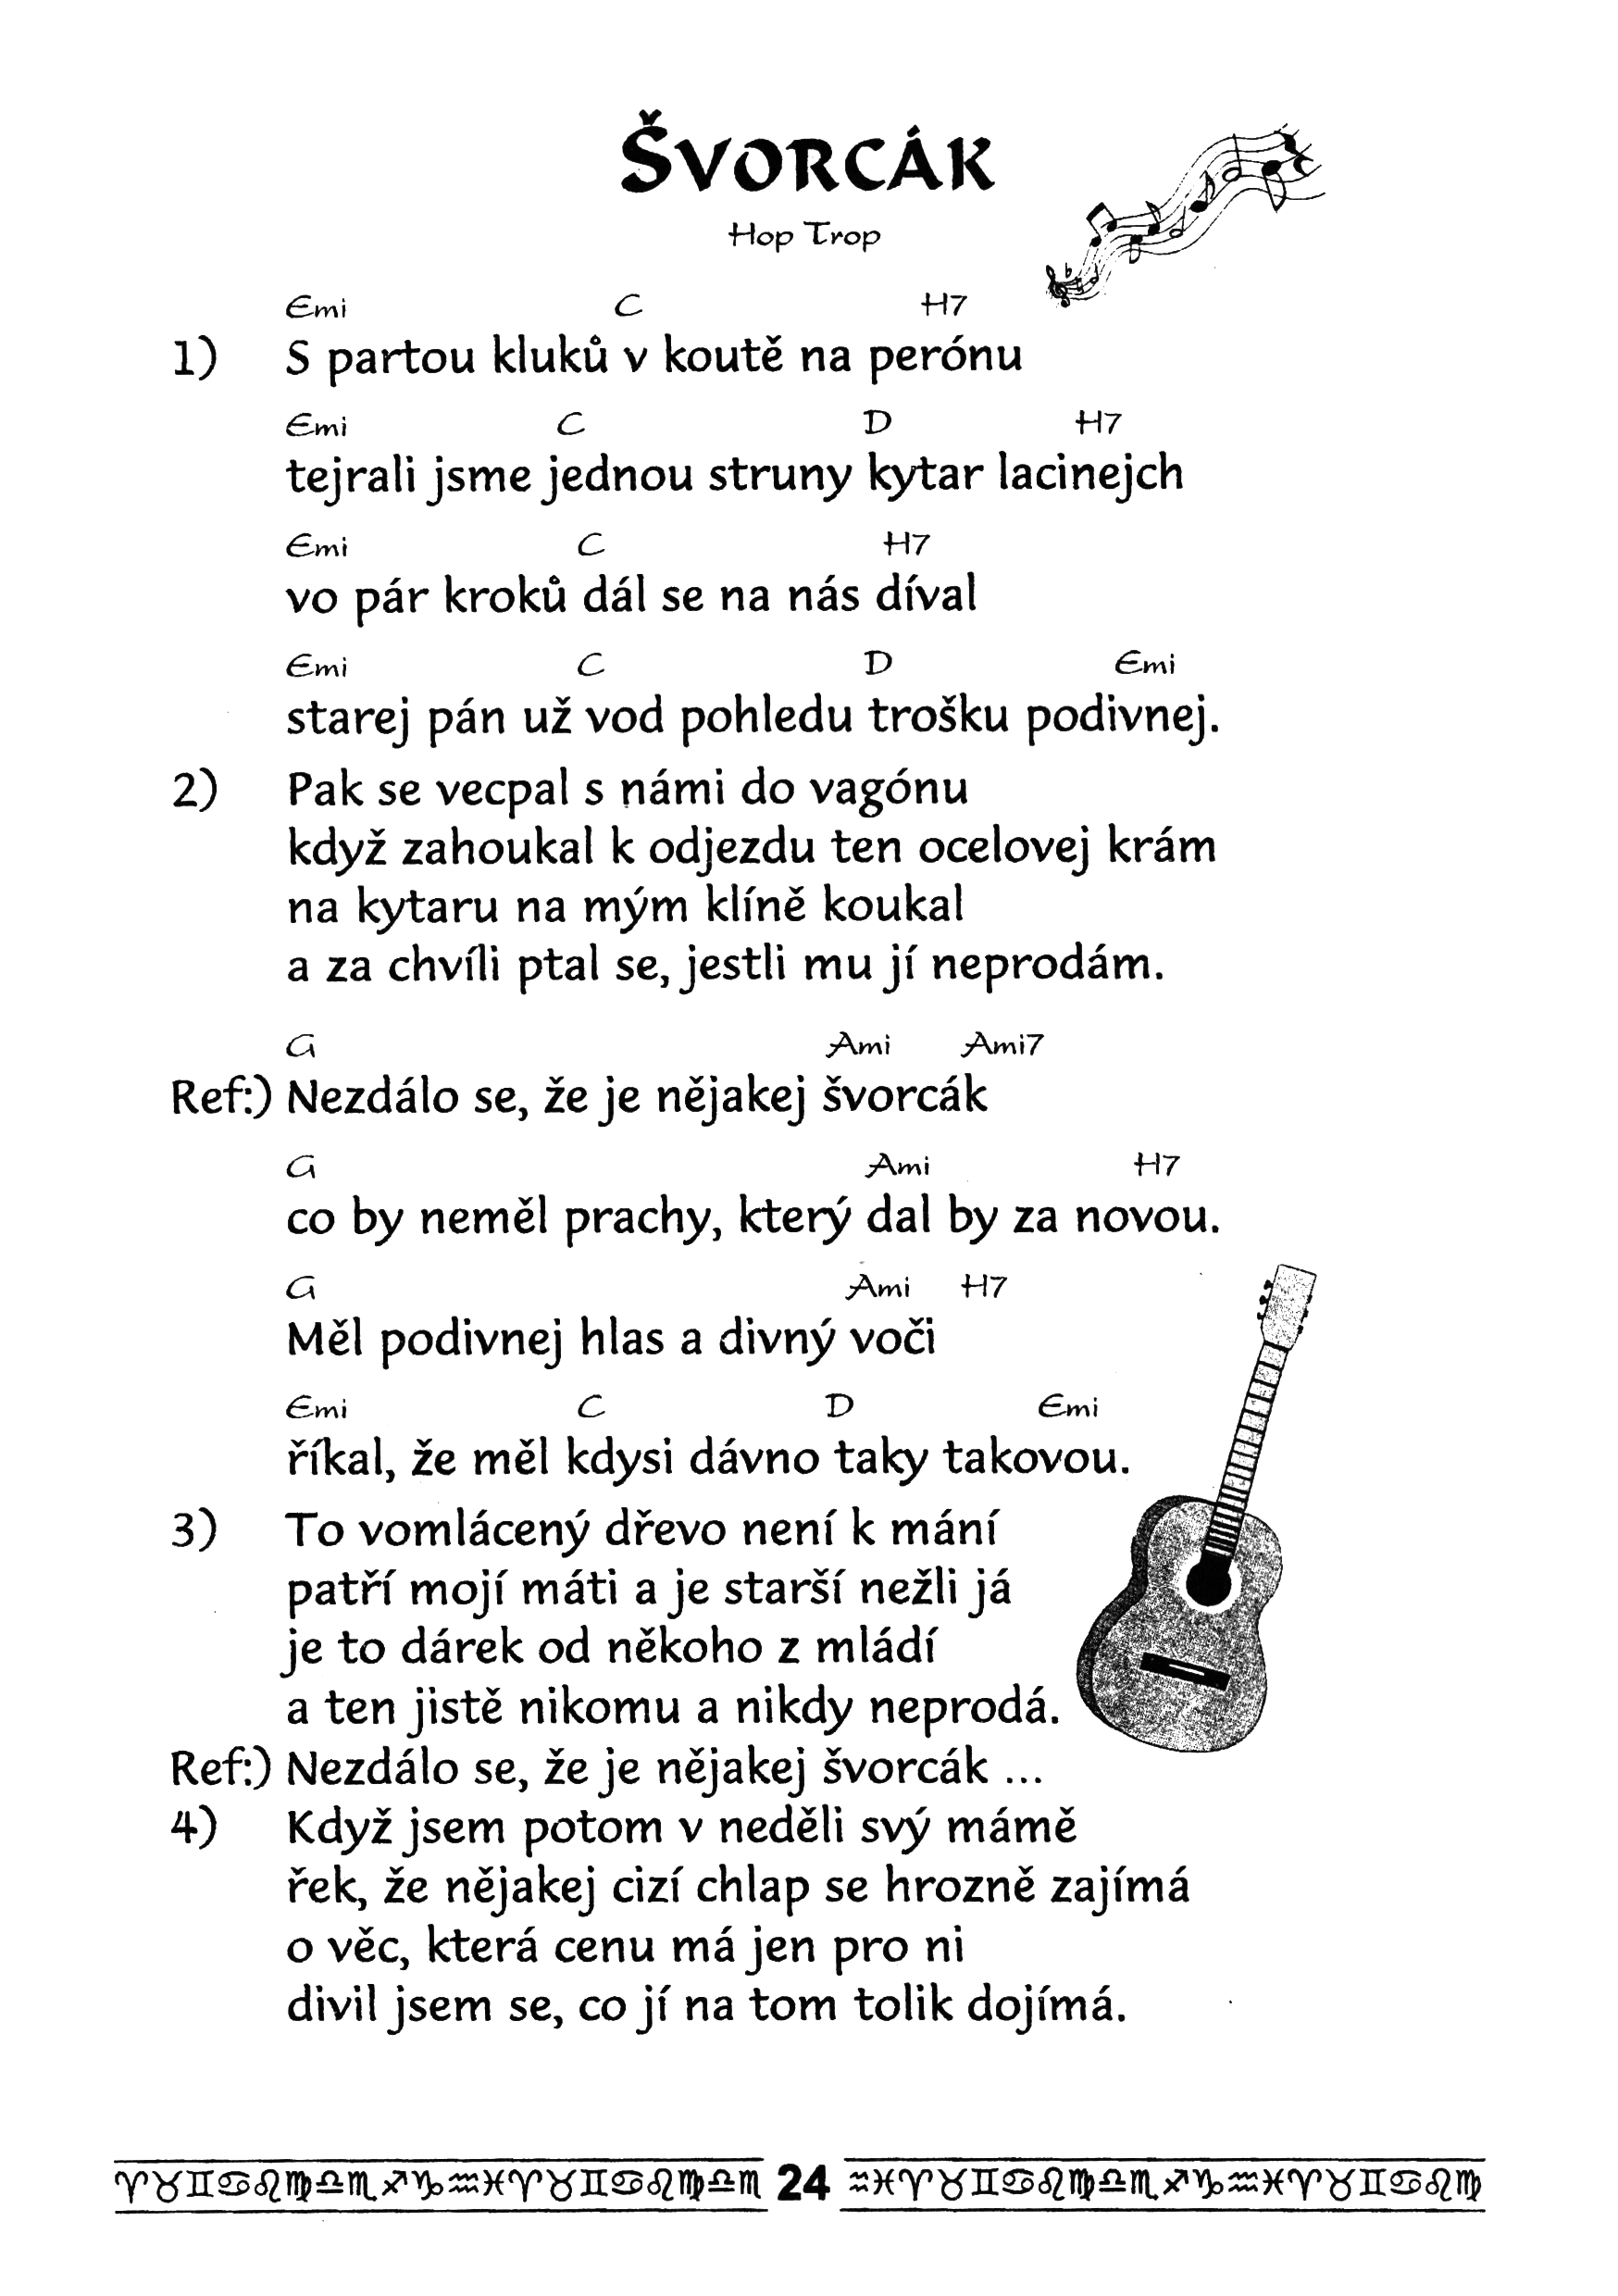 Švorcák
Hop Trop
Emi C H7
1) S partou kluků v koutě na perónu
Emi C D H7
tejrali jsme jednou struny kytar lacinejch
Emi C H7
vo pár kroků dál se na nás díval
Emi C D Emi
starej pán už vod pohledu trošku podivnej.
2) Pak se vecpal s námi do vagónu
když zahoukal k odjezdu ten ocelovej krám
na kytaru na mým klíně koukal
a za chvíli ptal se, jestli mu jí neprodám.
G Ami Ami7
Ref:) Nezdálo se, že je nějakej švorcák
G Ami H7
co by neměl prachy, který dal by za novou.
G Ami H7
Měl podivnej hlas a divný voči
Emi C D Emi
říkal, že měl kdysi dávno taky takovou.
3) To vomlácený dřevo není k mání
patří mojí máti a je starší nežli já
je to dárek od někoho z mládí
a ten jistě nikomu a nikdy neprodá.
Ref:) Nezdálo se, že je nějakej švorcák ...
4) Když jsem potom v neděli svý mámě
řek, že nějakej cizí chlap se hrozně zajímá
o věc, která cenu má jen pro ni
divil jsem se, co jí na tom tolik dojímá.
♈♉♊♋♌♍♎♏♐♑♒♓♈♉♊♋♌♍♎♏ 24 ♒♓♈♉♊♋♌♍♎♏♐♑♒♓♈♉♊♋♌♍